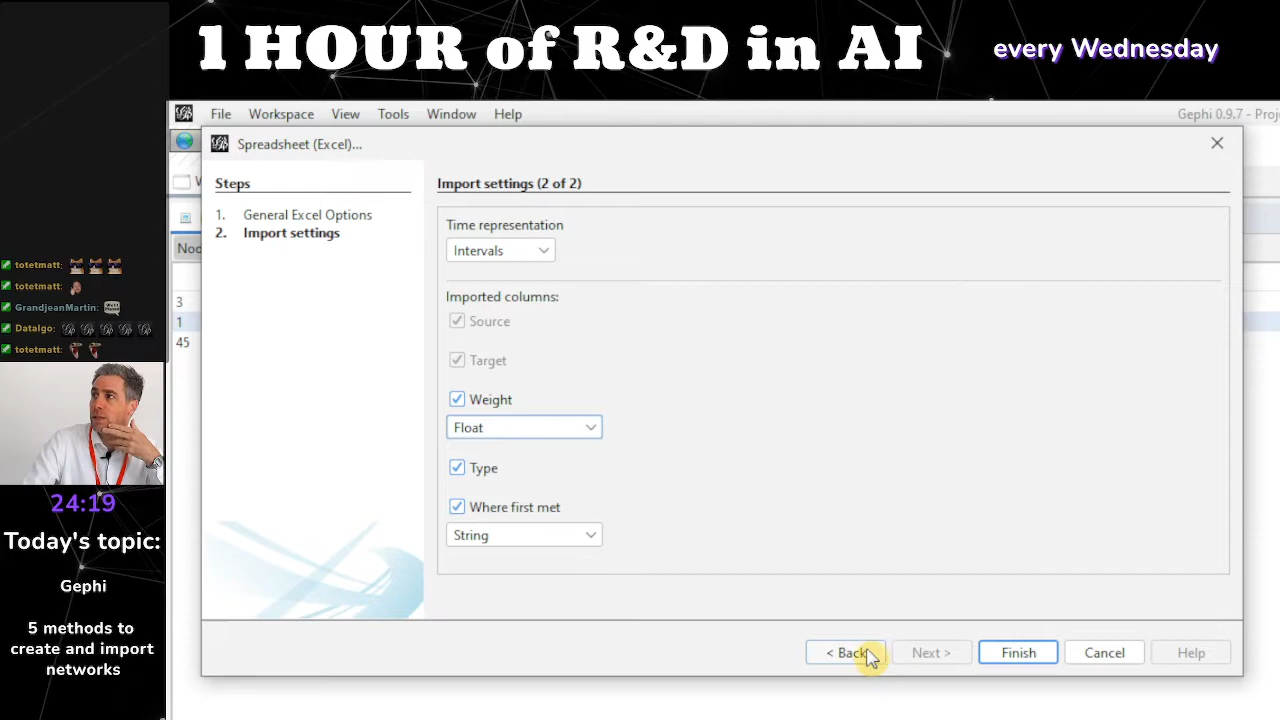 1 HOUR of R&D in AI
every Wednesday
File Workspace View Tools Window Help
Gephi 0.9.7 - Proj
Spreadsheet (Excel)...
Steps
1. General Excel Options
2. Import settings
Import settings (2 of 2)
Time representation
Intervals
Imported columns:
Source
Target
Weight
Float
Type
Where first met
String
< Back
Next >
Finish
Cancel
Help
W
Nod
3
1
45
totetmatt:
totetmatt:
GrandjeanMartin:
Datalgo:
totetmatt:
24:19
Today's topic:
Gephi
5 methods to
create and import
networks